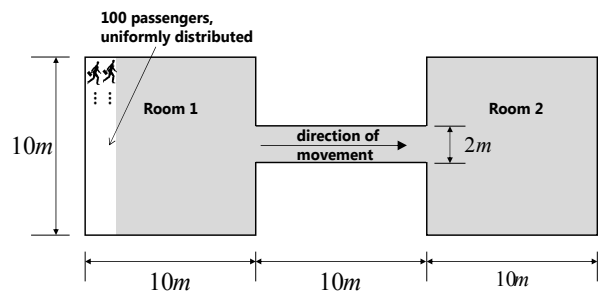 100 passengers,
uniformly distributed
Room 1
Room 2
direction of
movement
10m
2m
10m
10m
10m